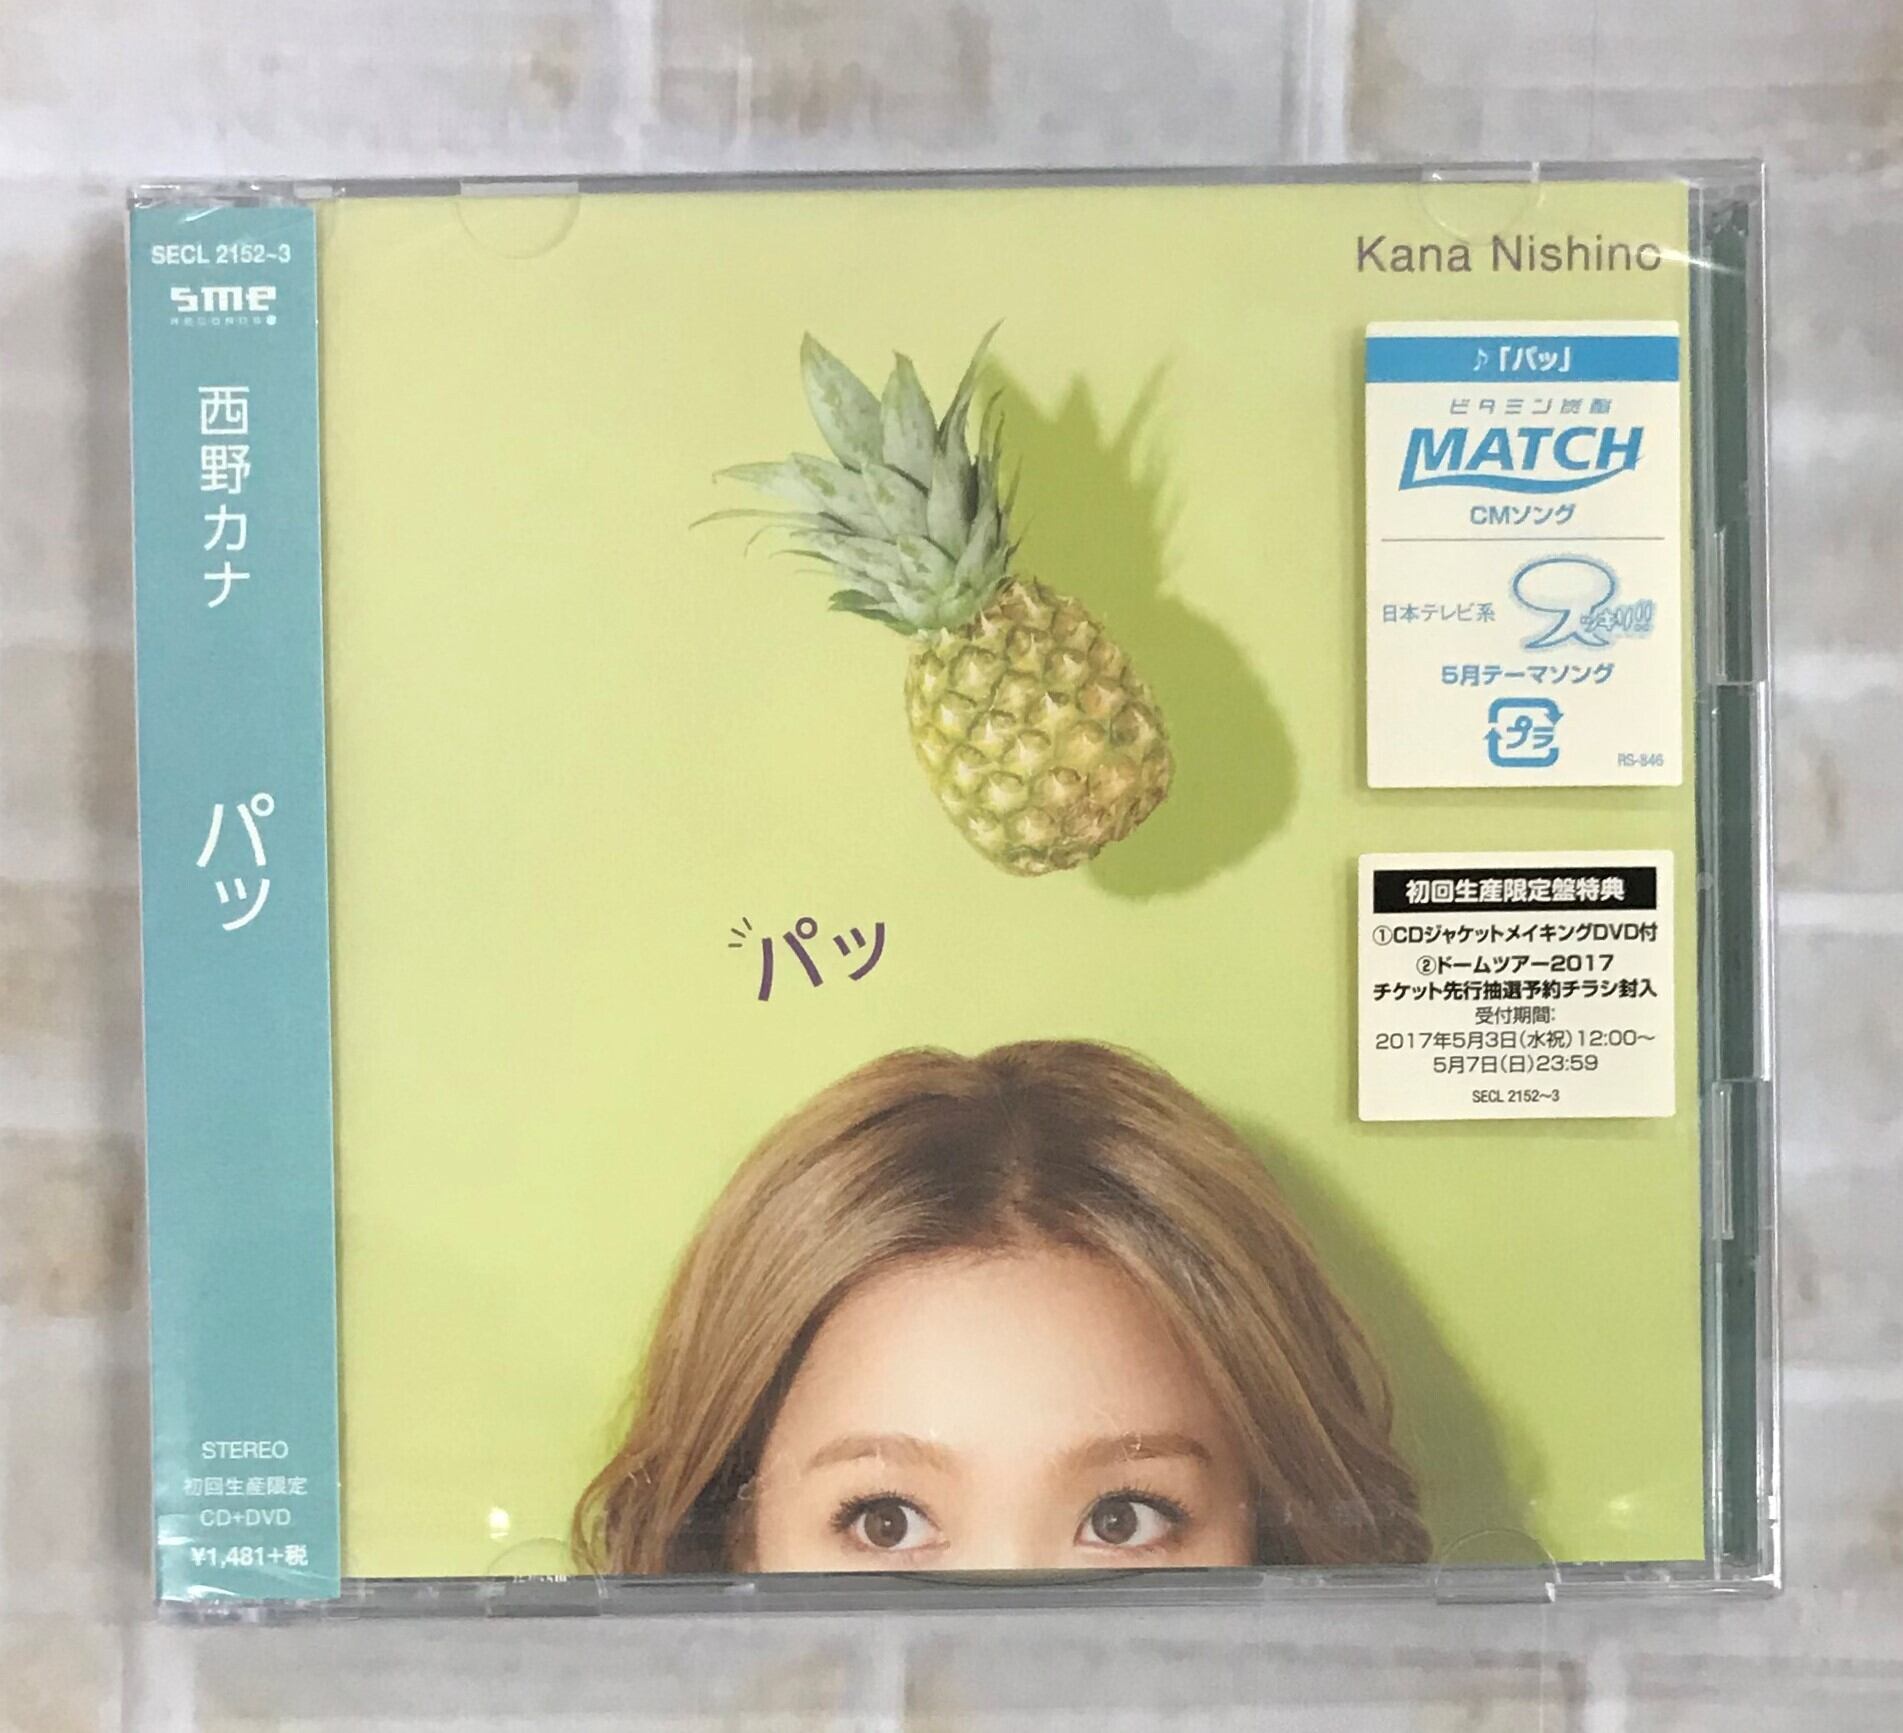 SECL 2152~3
sme
RECORDS
西野カナ
パッ
STEREO
初回生産限定
CD+DVD
¥1,481+税
Kana Nishino
パッ
♪「パッ」
ビタミン炭酸
MATCH
CMソング
日本テレビ系
スッキリ!!
5月テーマソング
プラ
RS-846
初回生産限定盤特典
①CDジャケットメイキングDVD付
②ドームツアー2017
チケット先行抽選予約チラシ封入
受付期間:
2017年5月3日(水祝)12:00～
5月7日(日)23:59
SECL 2152～3